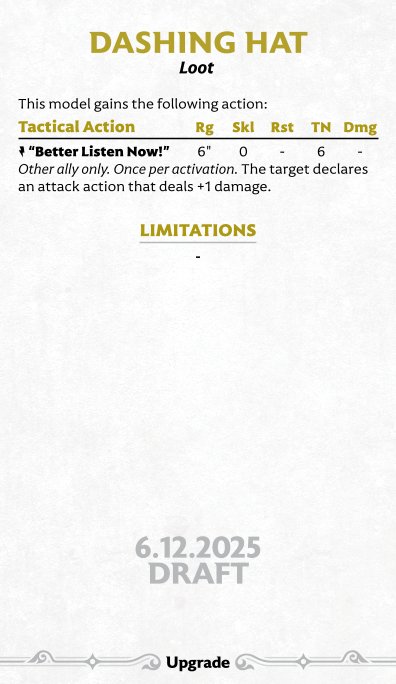 DASHING HAT
Loot
This model gains the following action:
Tactical Action Rg Skl Rst TN Dmg
“Better Listen Now!” 6" 0 - 6 -
Other ally only. Once per activation. The target declares
an attack action that deals +1 damage.
LIMITATIONS
-
6.12.2025
DRAFT
Upgrade